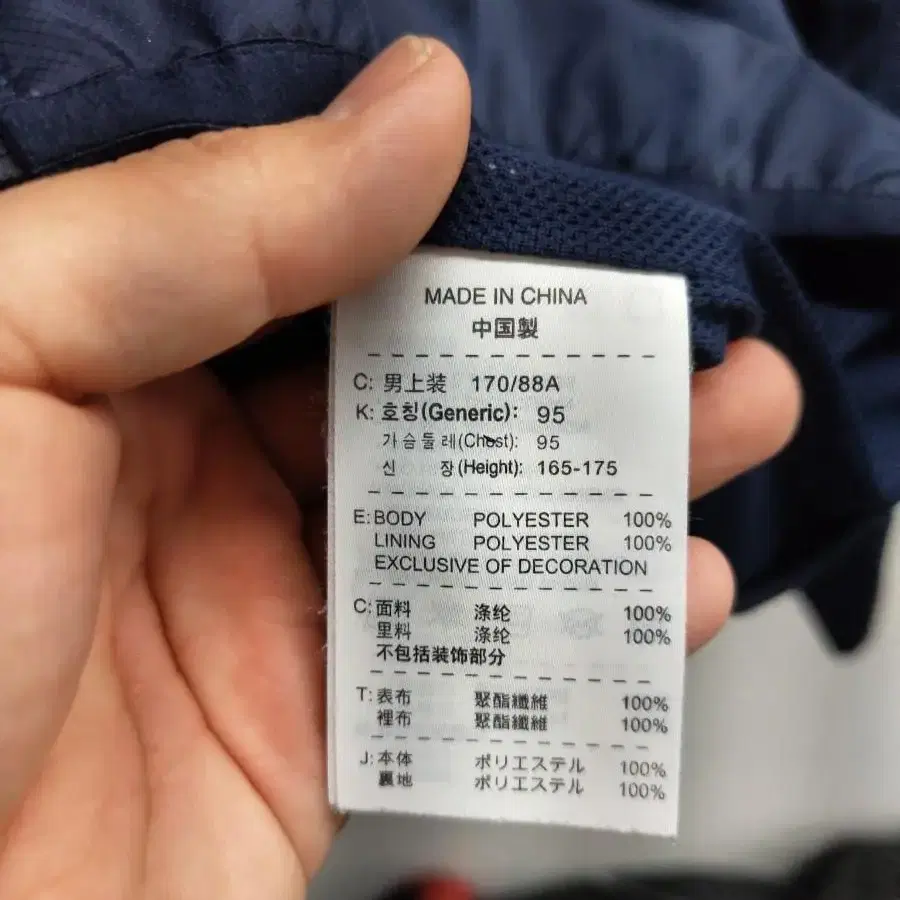 MADE IN CHINA
中国製
C: 男上装 170/88A
K: 호칭(Generic): 95
가슴둘레(Chest): 95
신 장(Height): 165-175
E: BODY POLYESTER 100%
LINING POLYESTER 100%
EXCLUSIVE OF DECORATION
C: 面料 涤纶 100%
里料 涤纶 100%
不包括装饰部分
T: 表布 聚酯纖維 100%
裡布 聚酯纖維 100%
J: 本体 ポリエステル 100%
裏地 ポリエステル 100%